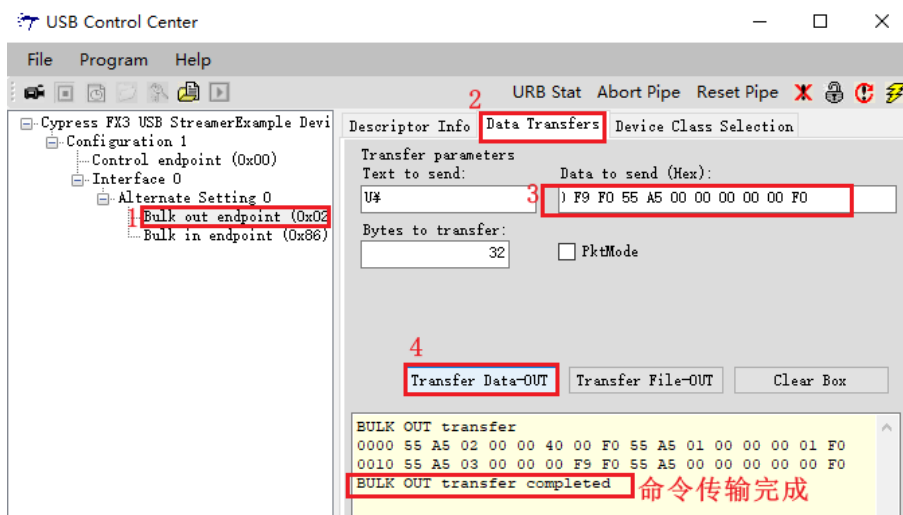 USB Control Center
File Program Help
URB Stat Abort Pipe Reset Pipe
2
Cypress FX3 USB StreamerExample Devi
Configuration 1
Control endpoint (0x00)
Interface 0
Alternate Setting 0
1 Bulk out endpoint (0x02
Bulk in endpoint (0x86)
Descriptor Info Data Transfers Device Class Selection
Transfer parameters
Text to send: Data to send (Hex):
U¥ 3 ) F9 F0 55 A5 00 00 00 00 00 F0
Bytes to transfer:
32 PktMode
4
Transfer Data-OUT Transfer File-OUT Clear Box
BULK OUT transfer
0000 55 A5 02 00 00 40 00 F0 55 A5 01 00 00 00 01 F0
0010 55 A5 03 00 00 00 F9 F0 55 A5 00 00 00 00 00 F0
BULK OUT transfer completed 命令传输完成